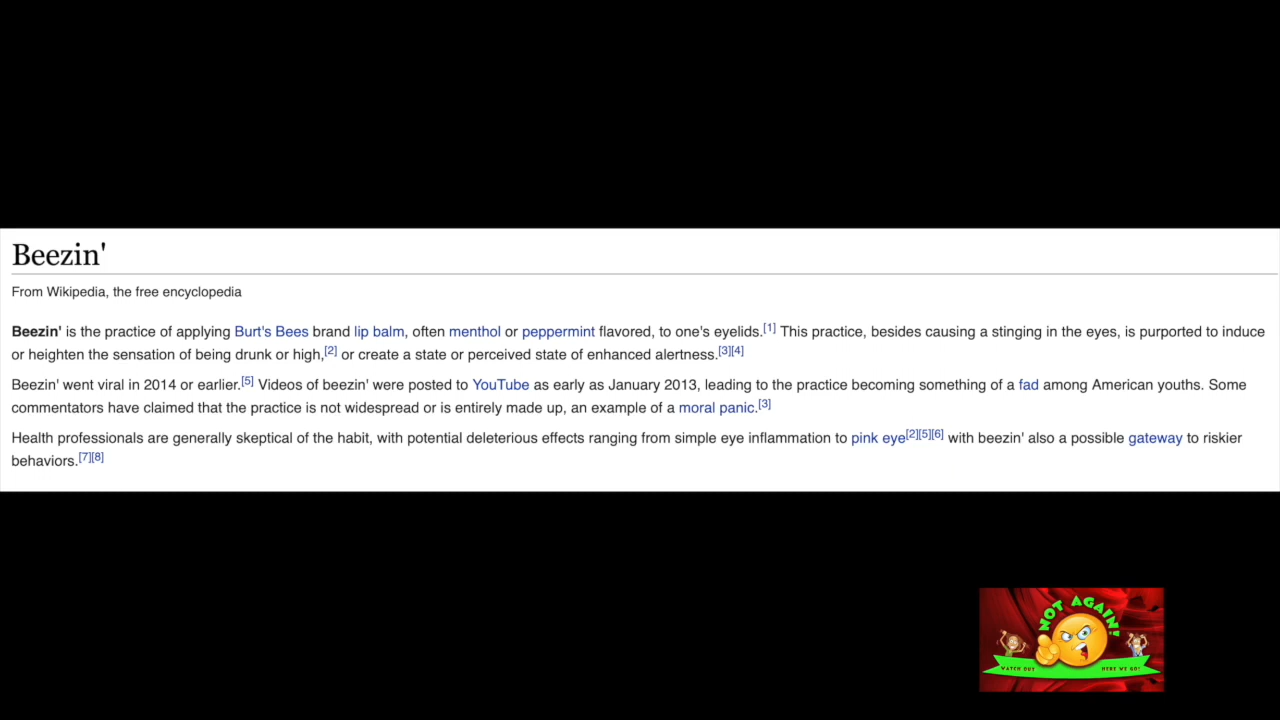 Beezin'
From Wikipedia, the free encyclopedia
Beezin' is the practice of applying Burt's Bees brand lip balm, often menthol or peppermint flavored, to one's eyelids.[1] This practice, besides causing a stinging in the eyes, is purported to induce
or heighten the sensation of being drunk or high,[2] or create a state or perceived state of enhanced alertness.[3][4]
Beezin' went viral in 2014 or earlier.[5] Videos of beezin' were posted to YouTube as early as January 2013, leading to the practice becoming something of a fad among American youths. Some
commentators have claimed that the practice is not widespread or is entirely made up, an example of a moral panic.[3]
Health professionals are generally skeptical of the habit, with potential deleterious effects ranging from simple eye inflammation to pink eye[2][5][6] with beezin' also a possible gateway to riskier
behaviors.[7][8]
NOT AGAIN!
WATCH OUT HERE WE GO!